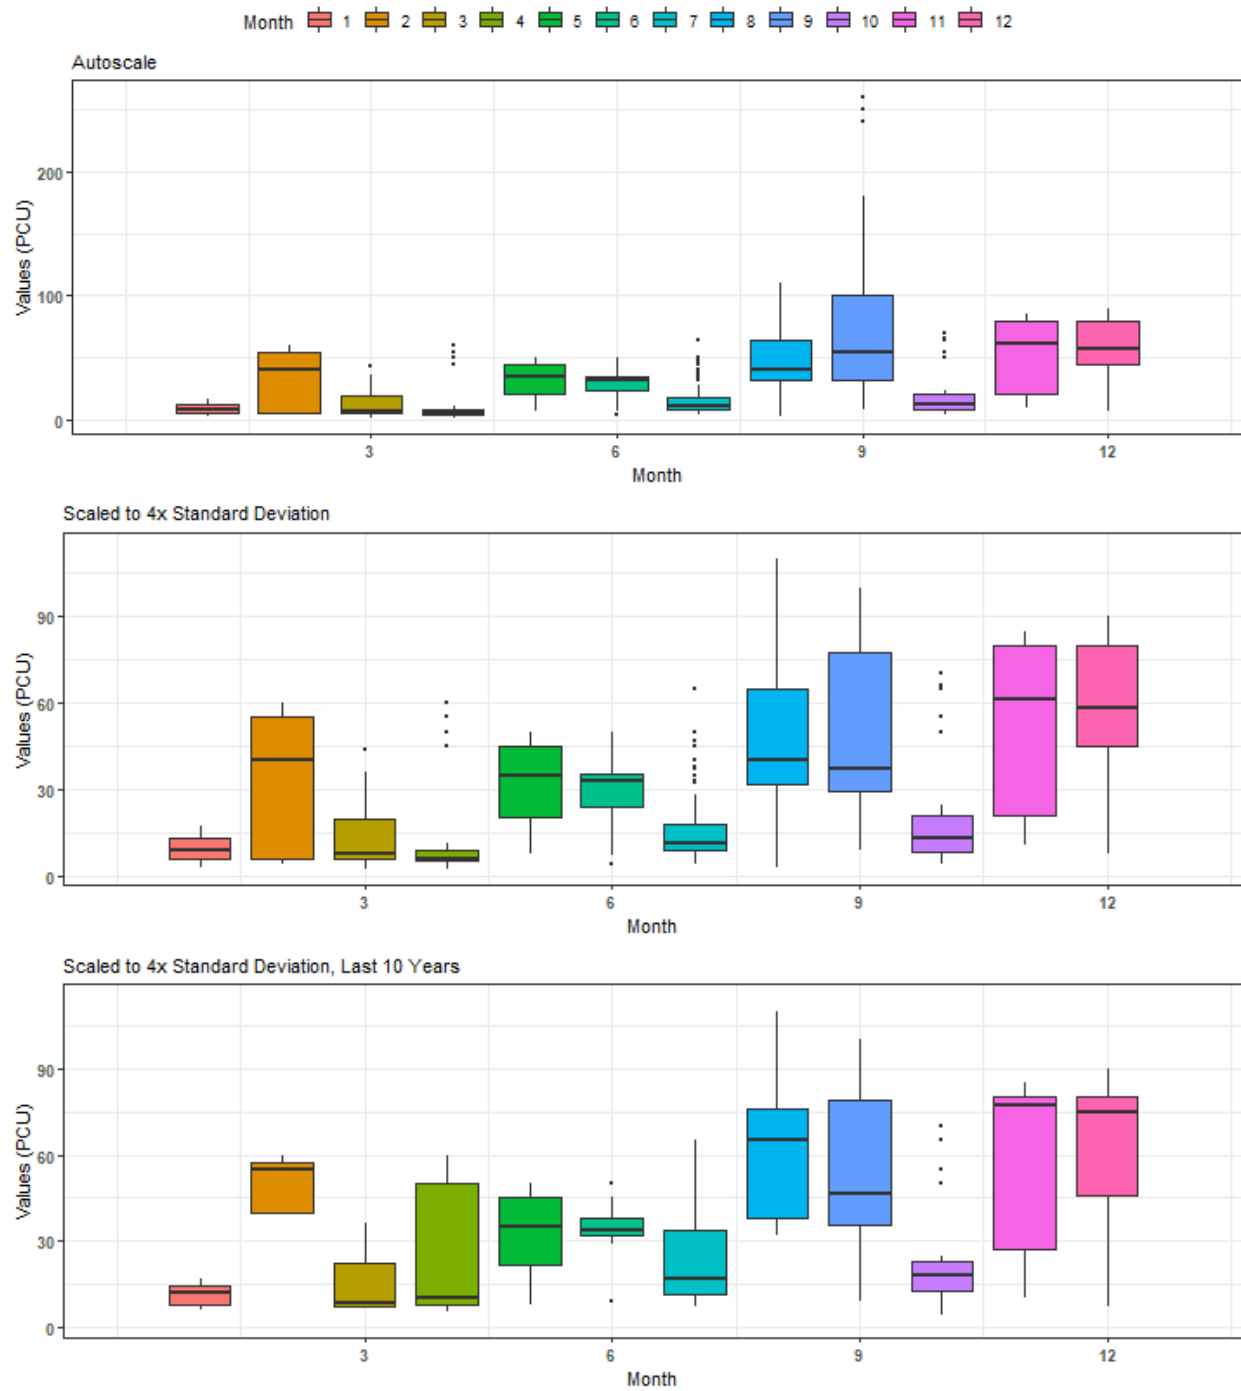 Month 1 2 3 4 5 6 7 8 9 10 11 12
Autoscale
Values (PCU)
200
100
0
3 6 9 12
Month
Scaled to 4x Standard Deviation
Values (PCU)
90
60
30
0
3 6 9 12
Month
Scaled to 4x Standard Deviation, Last 10 Years
Values (PCU)
90
60
30
0
3 6 9 12
Month